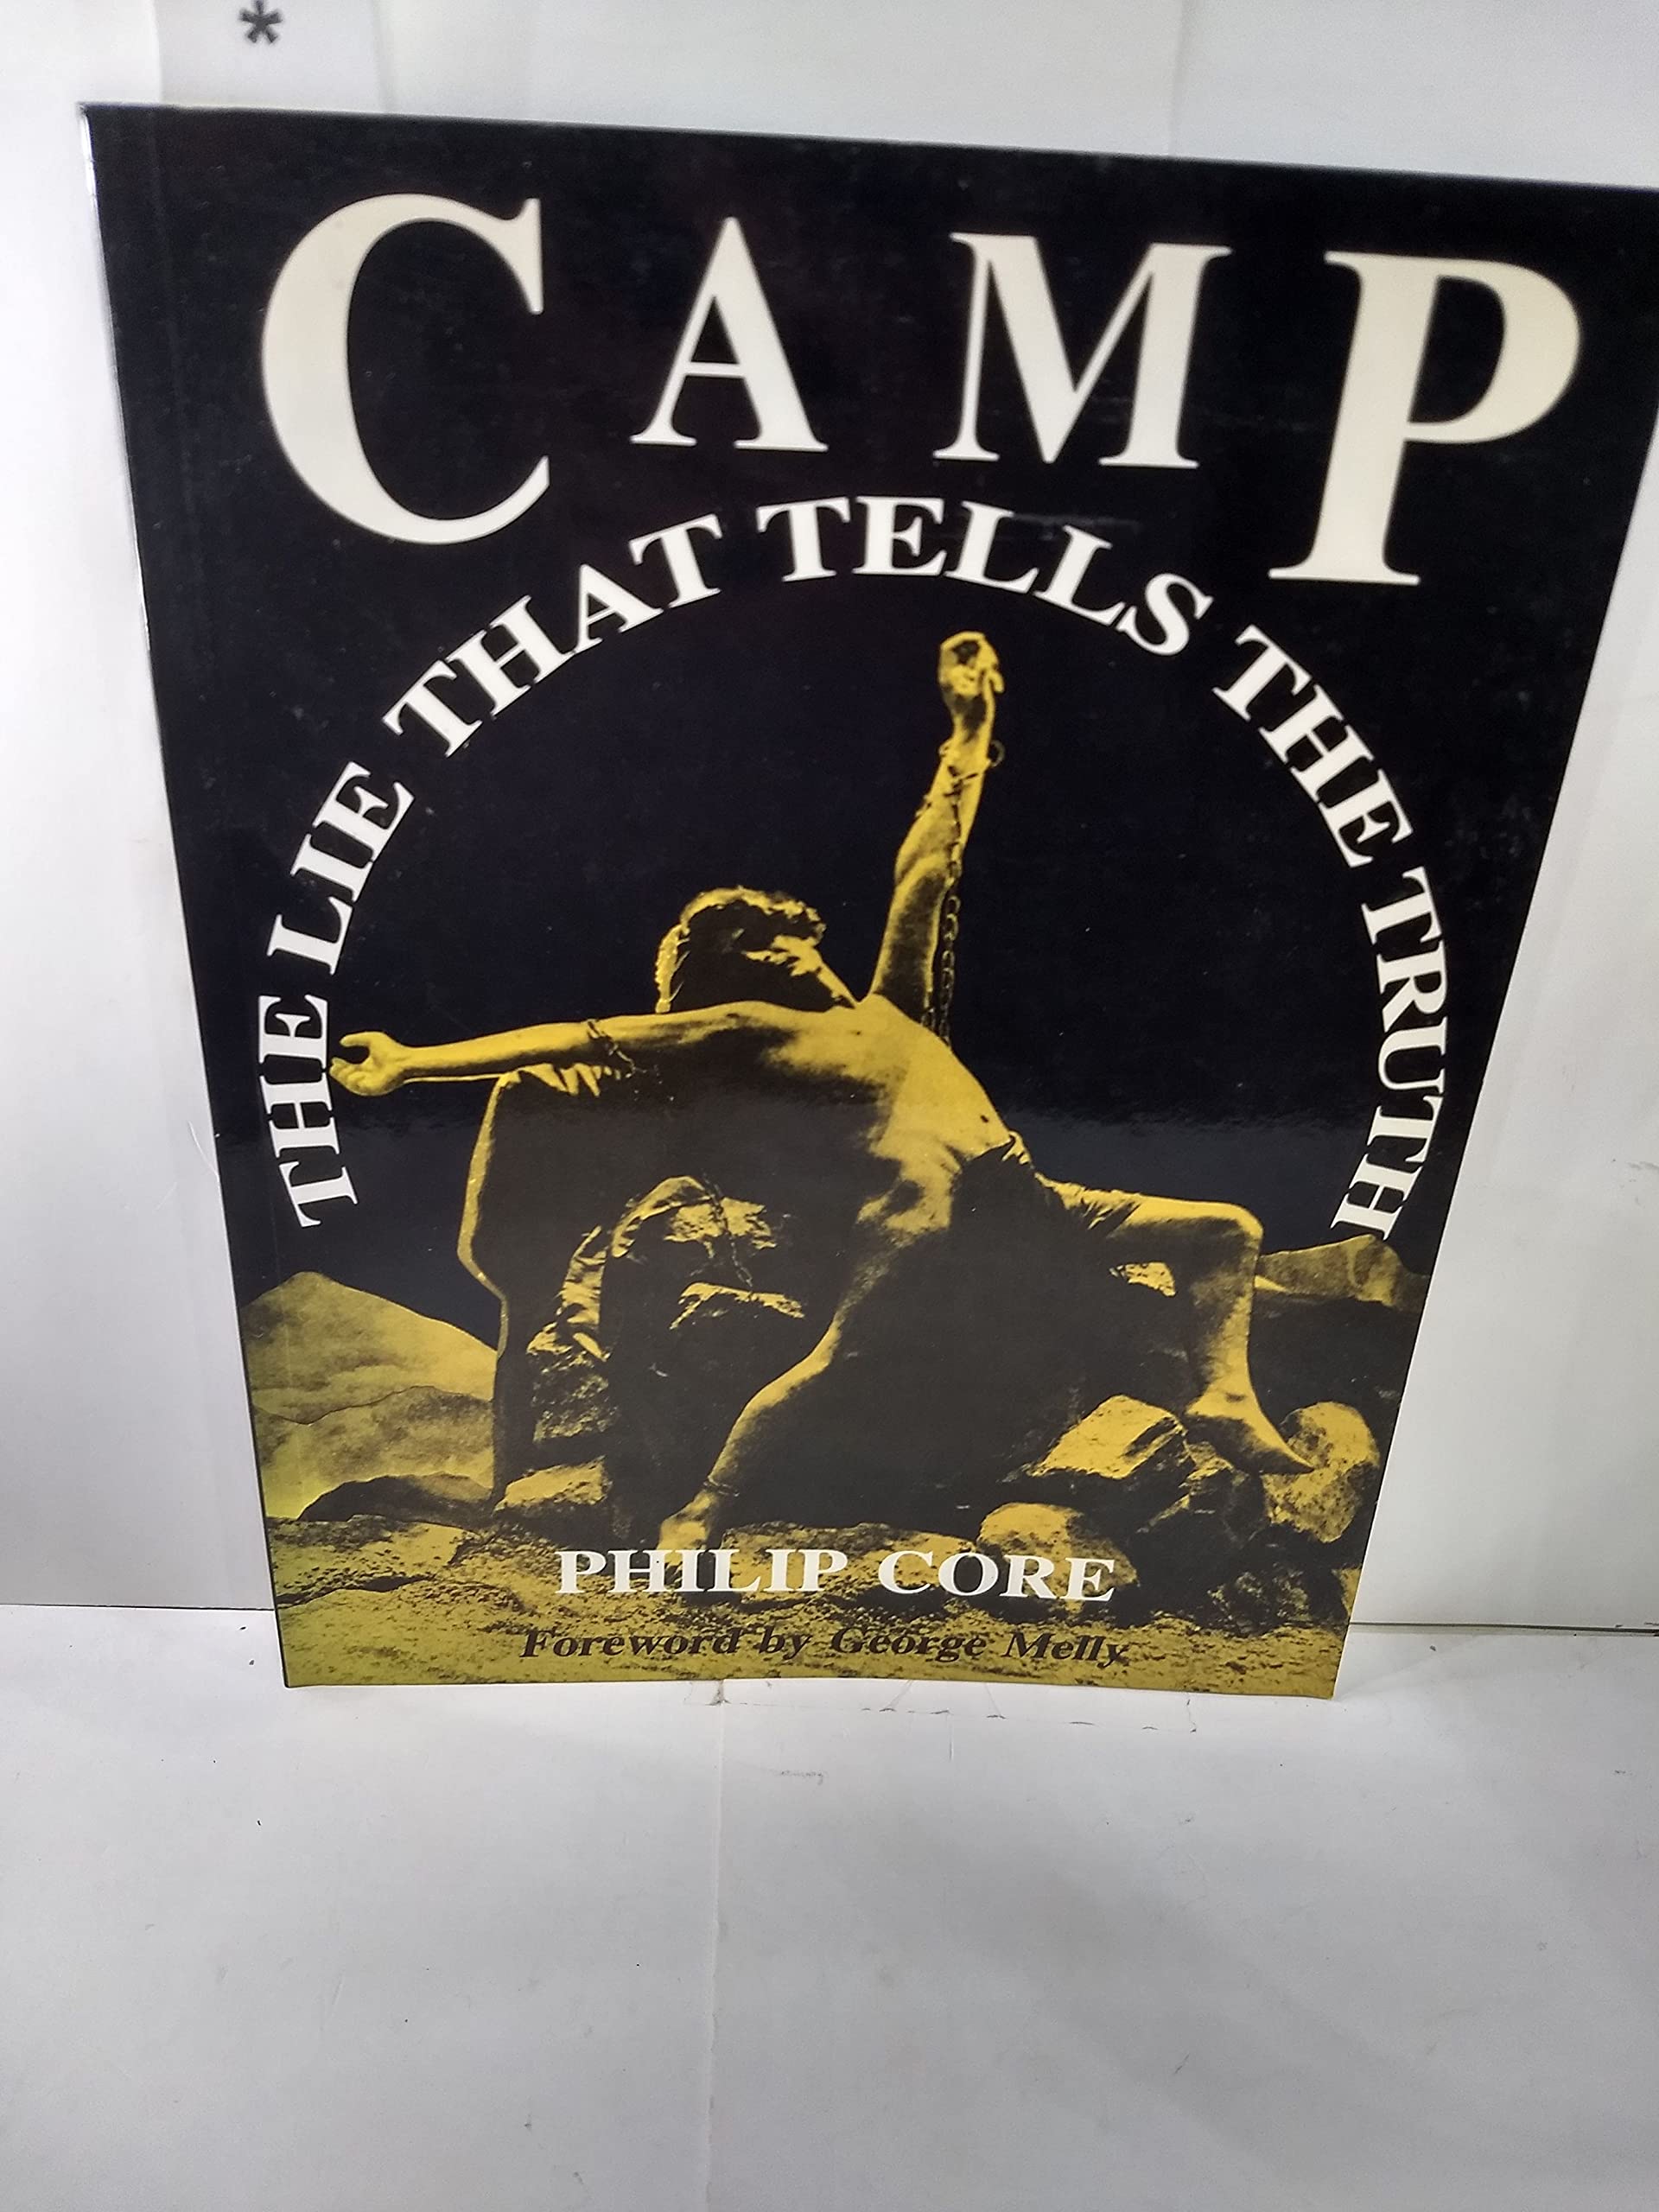 *
CAMP
THE LIE THAT TELLS THE TRUTH
PHILIP CORE
Foreword by George Melly